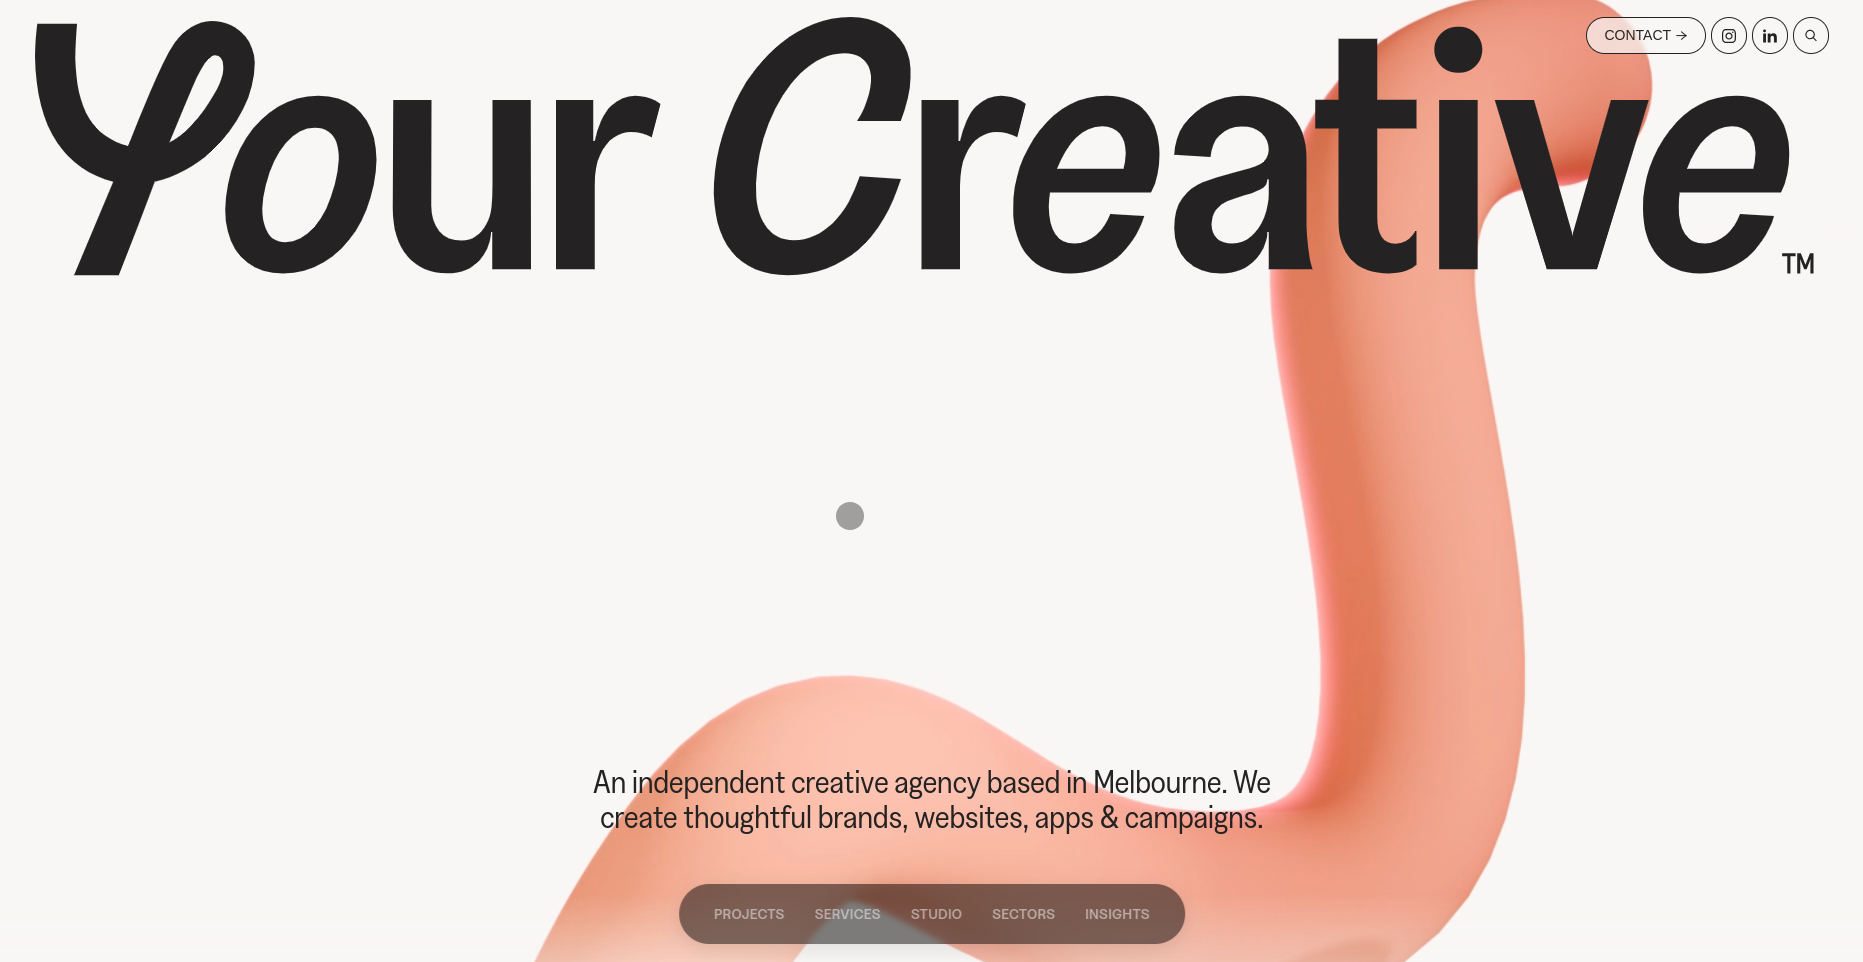 Your Creative™
CONTACT →
An independent creative agency based in Melbourne. We
create thoughtful brands, websites, apps & campaigns.
PROJECTS SERVICES STUDIO SECTORS INSIGHTS